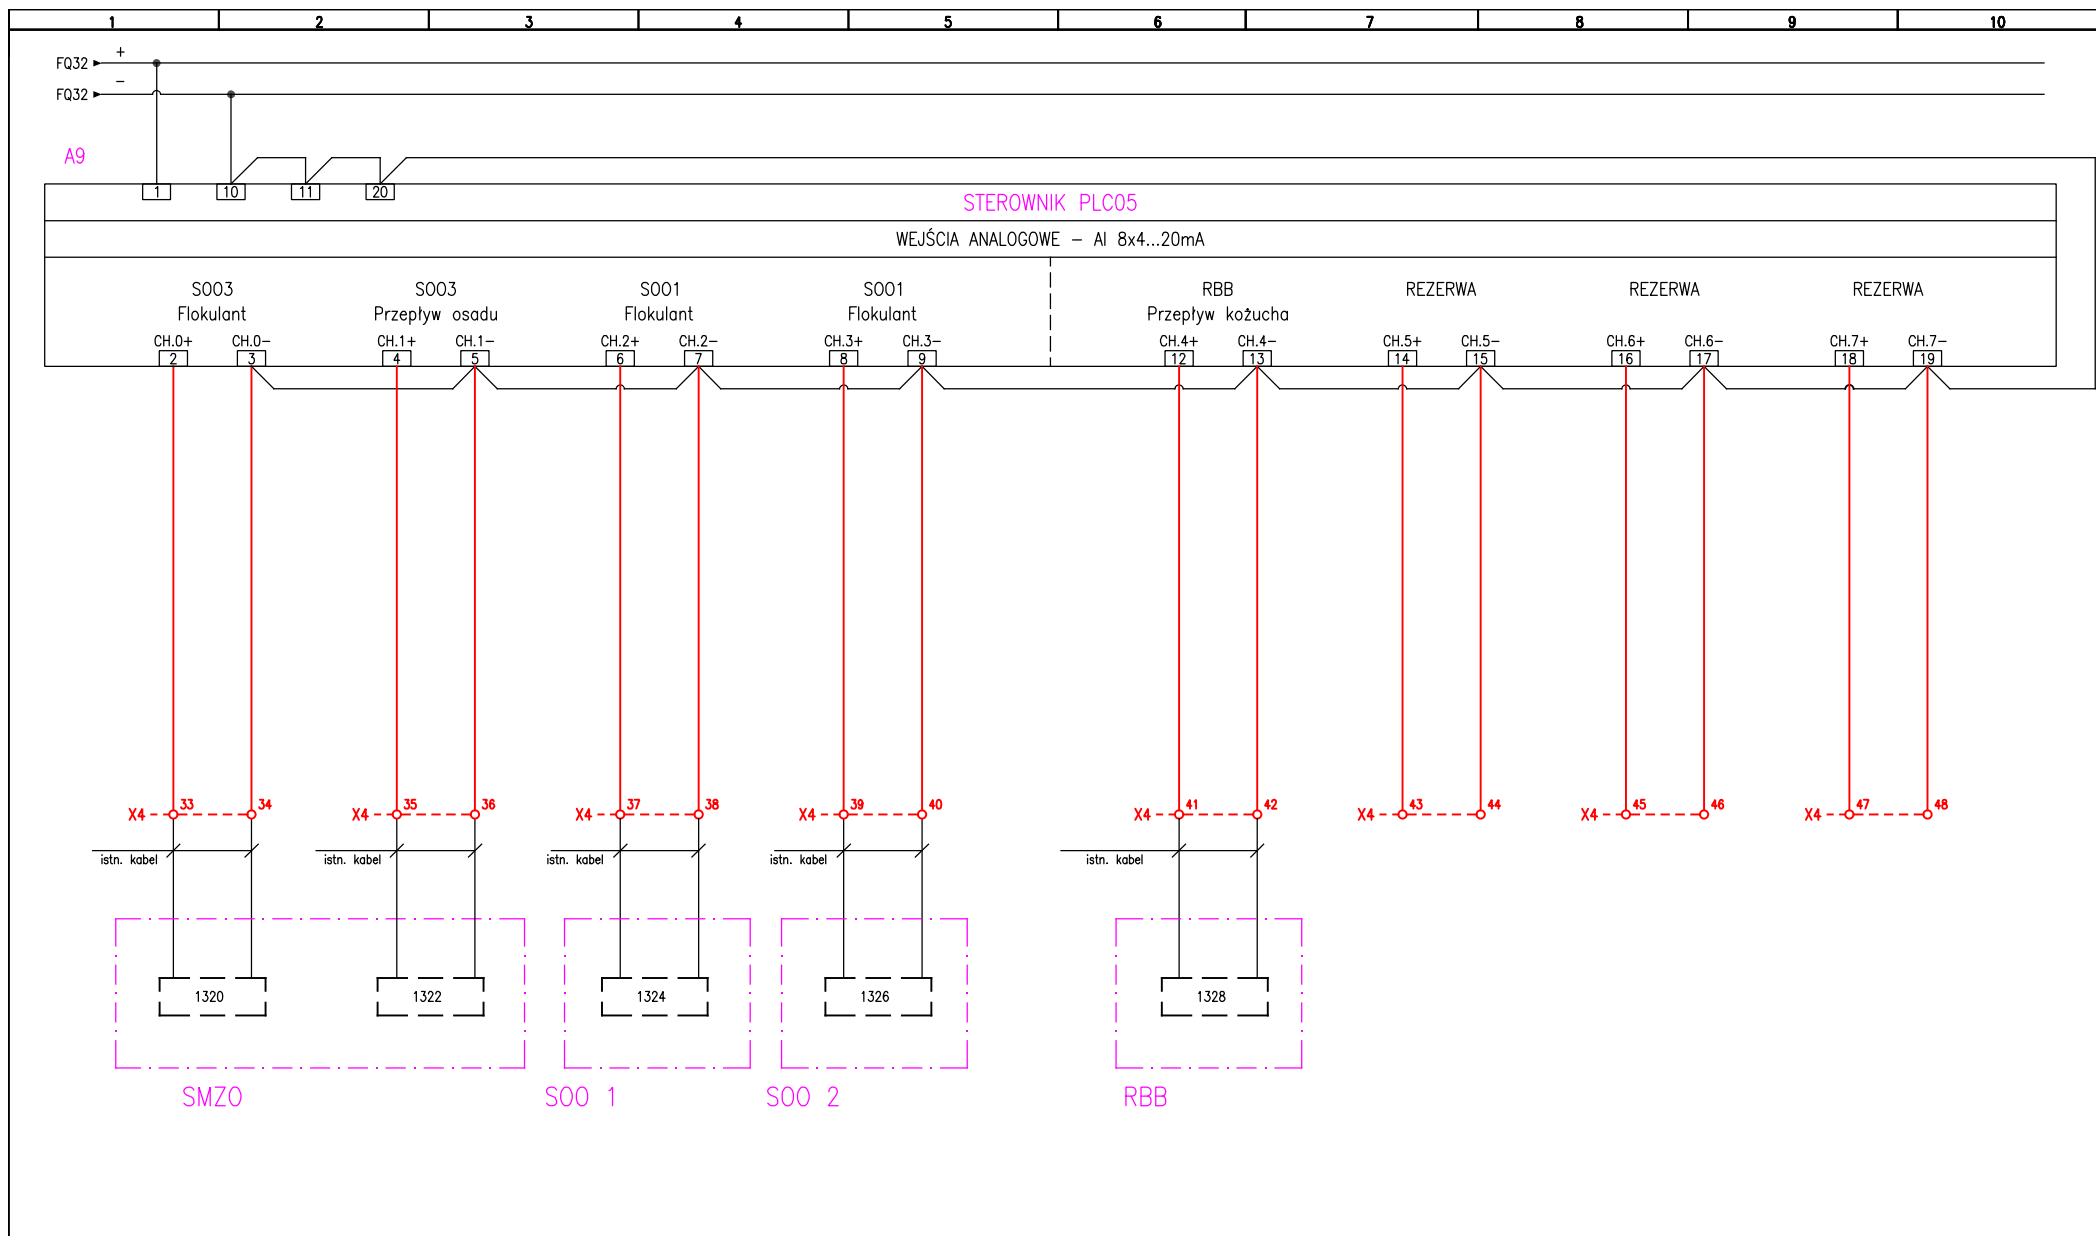 1 2 3 4 5 6 7 8 9 10
+
FQ32
-
FQ32
A9
1 10 11 20
STEROWNIK PLC05
WEJŚCIA ANALOGOWE - AI 8x4...20mA
SOO3 SOO3 SOO1 SOO1 RBB REZERWA REZERWA REZERWA
Flokulant Przepływ osadu Flokulant Flokulant Przepływ kożucha
CH.0+ CH.0- CH.1+ CH.1- CH.2+ CH.2- CH.3+ CH.3- CH.4+ CH.4- CH.5+ CH.5- CH.6+ CH.6- CH.7+ CH.7-
2 3 4 5 6 7 8 9 12 13 14 15 16 17 18 19
X4 33 34 X4 35 36 X4 37 38 X4 39 40 X4 41 42 X4 43 44 X4 45 46 X4 47 48
istn. kabel istn. kabel istn. kabel istn. kabel istn. kabel
1320 1322 1324 1326 1328
SMZO SOO 1 SOO 2 RBB